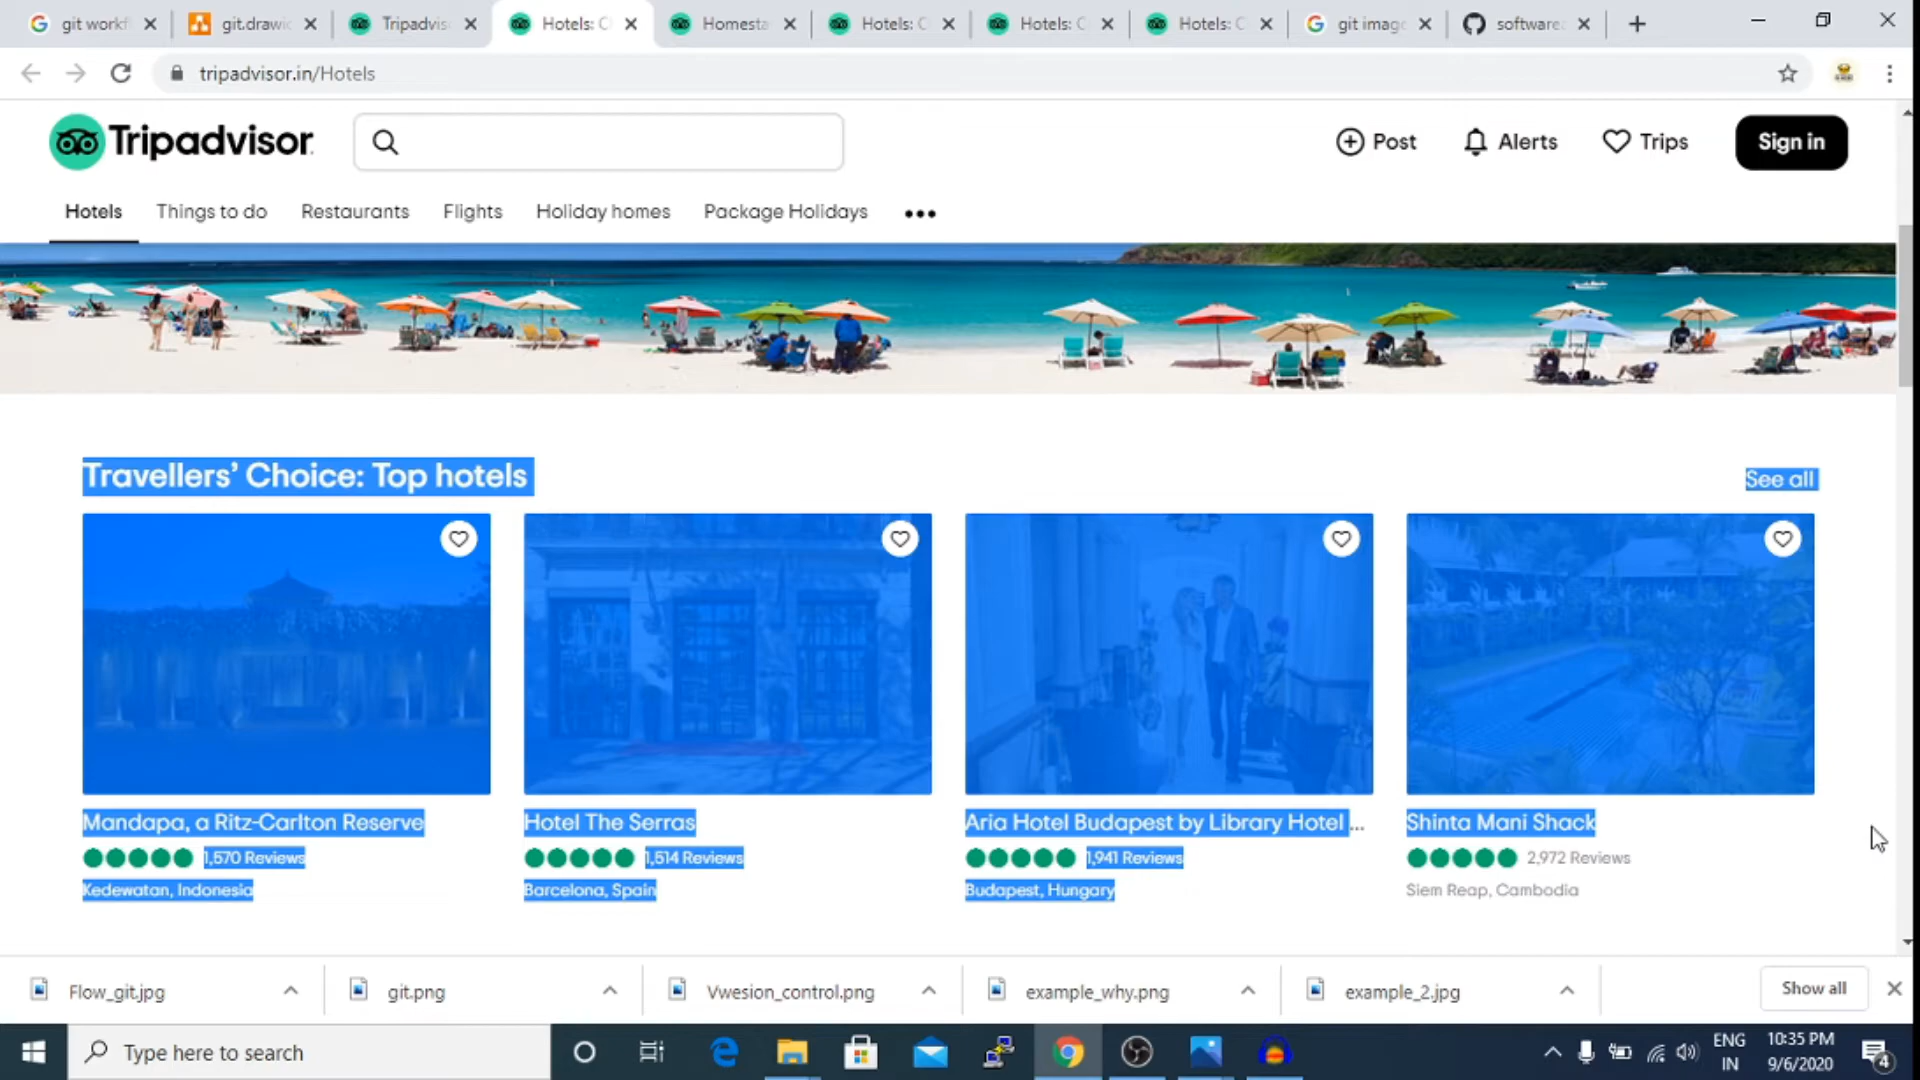 git workf
git.drawi
Tripadvis
Hotels: C
Homesta
Hotels: C
Hotels: C
Hotels: C
git imag
software
tripadvisor.in/Hotels
Tripadvisor
Post
Alerts
Trips
Sign in
Hotels
Things to do
Restaurants
Flights
Holiday homes
Package Holidays
Travellers’ Choice: Top hotels
See all
Mandapa, a Ritz-Carlton Reserve
1,570 Reviews
Kedewatan, Indonesia
Hotel The Serras
1,514 Reviews
Barcelona, Spain
Aria Hotel Budapest by Library Hotel ...
1,941 Reviews
Budapest, Hungary
Shinta Mani Shack
2,972 Reviews
Siem Reap, Cambodia
Flow_git.jpg
git.png
Vwesion_control.png
example_why.png
example_2.jpg
Show all
Type here to search
ENG
IN
10:35 PM
9/6/2020
4